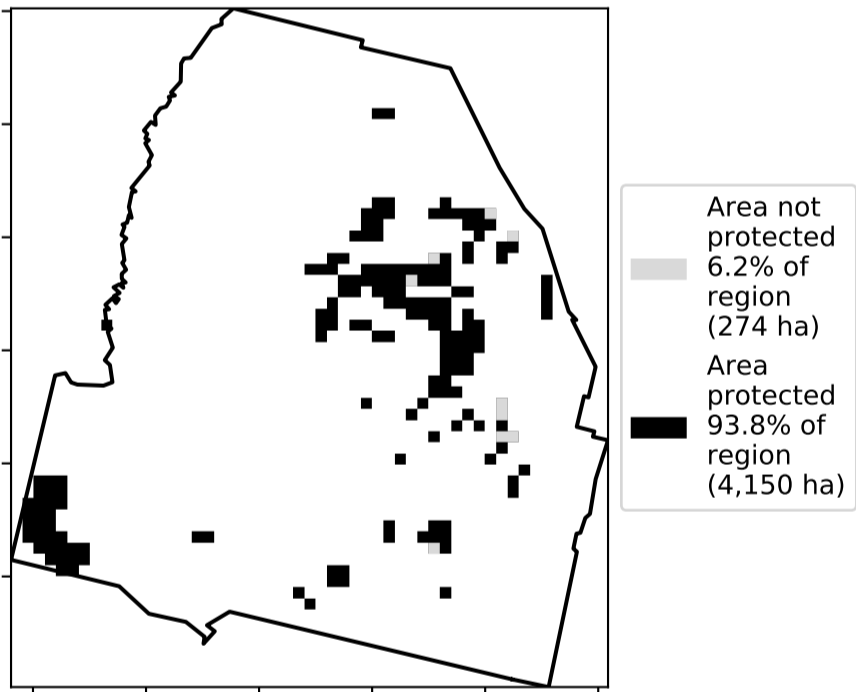 Area not
protected
6.2% of
region
(274 ha)
Area
protected
93.8% of
region
(4,150 ha)